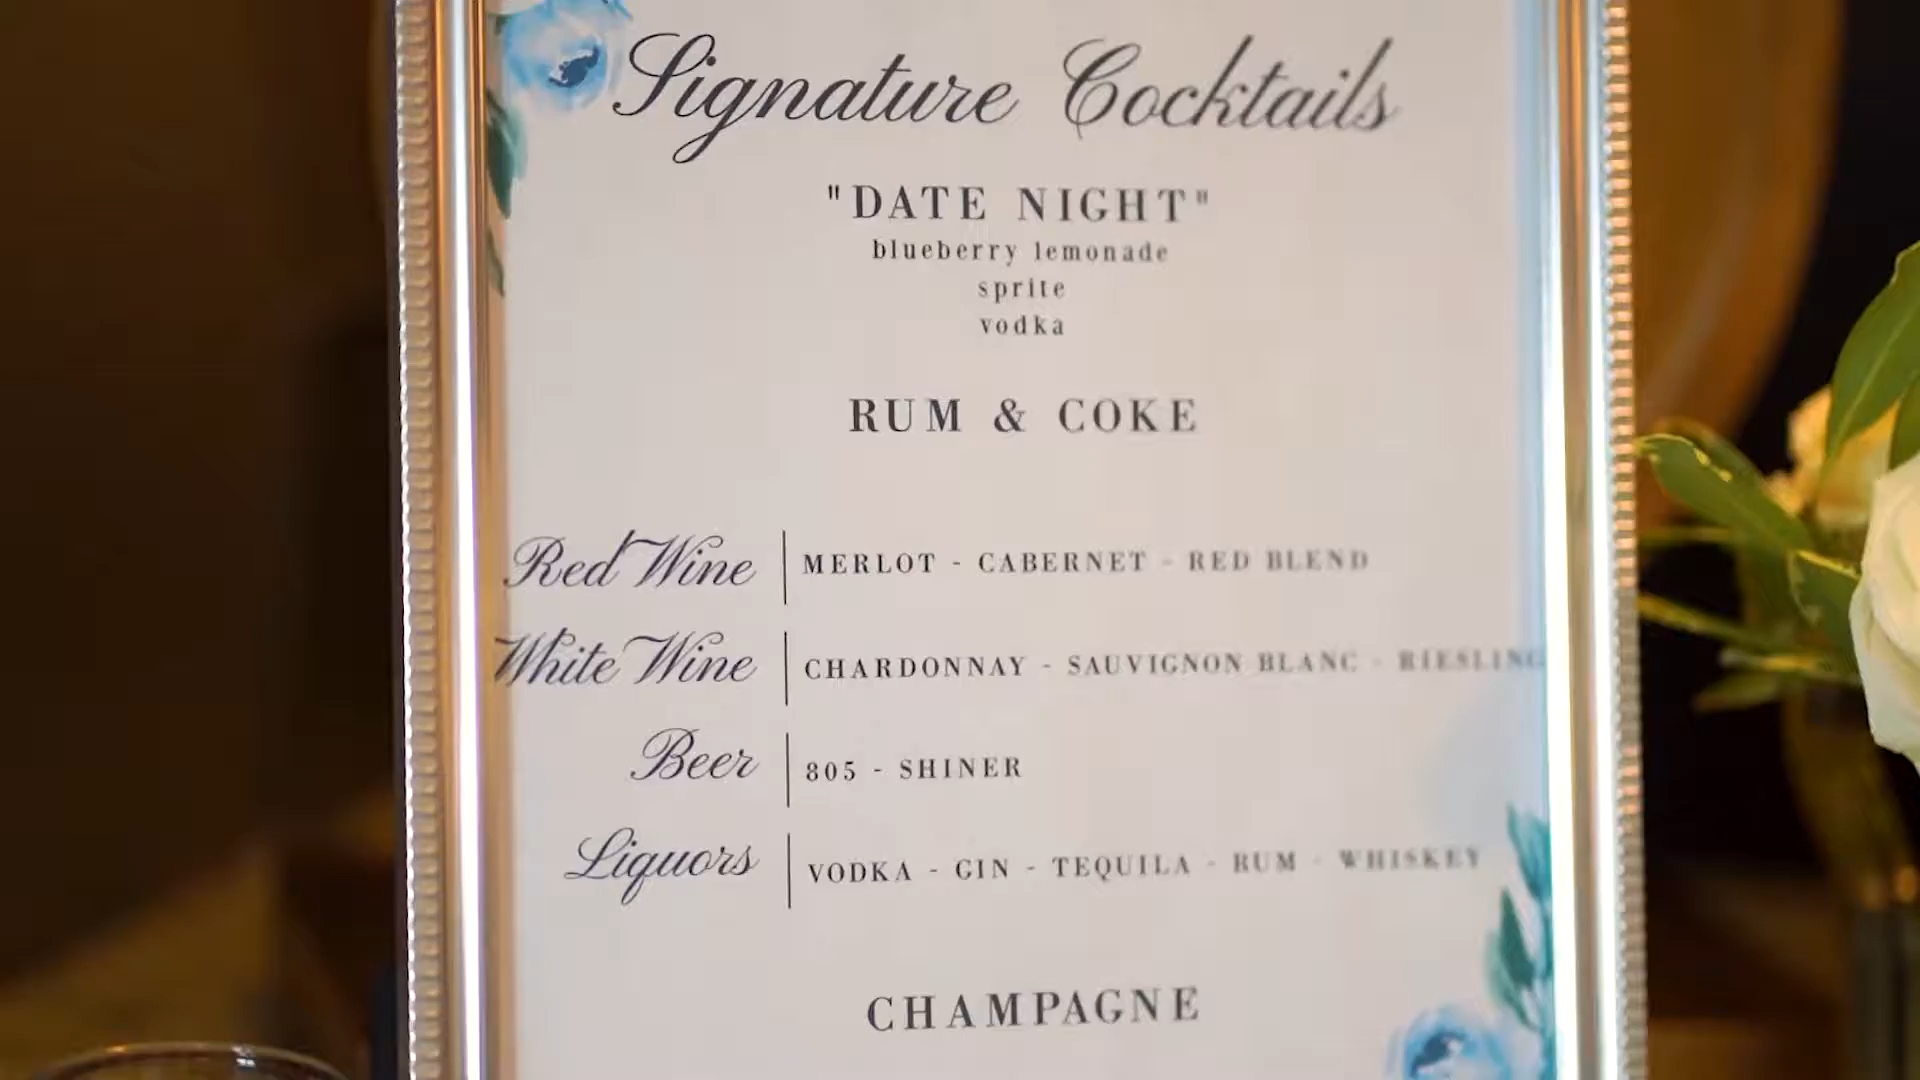 Signature Cocktails
"DATE NIGHT"
blueberry lemonade
sprite
vodka
RUM & COKE
Red Wine | MERLOT - CABERNET - RED BLEND
White Wine | CHARDONNAY - SAUVIGNON BLANC - RIESLING
Beer | 805 - SHINER
Liquors | VODKA - GIN - TEQUILA - RUM - WHISKEY
CHAMPAGNE